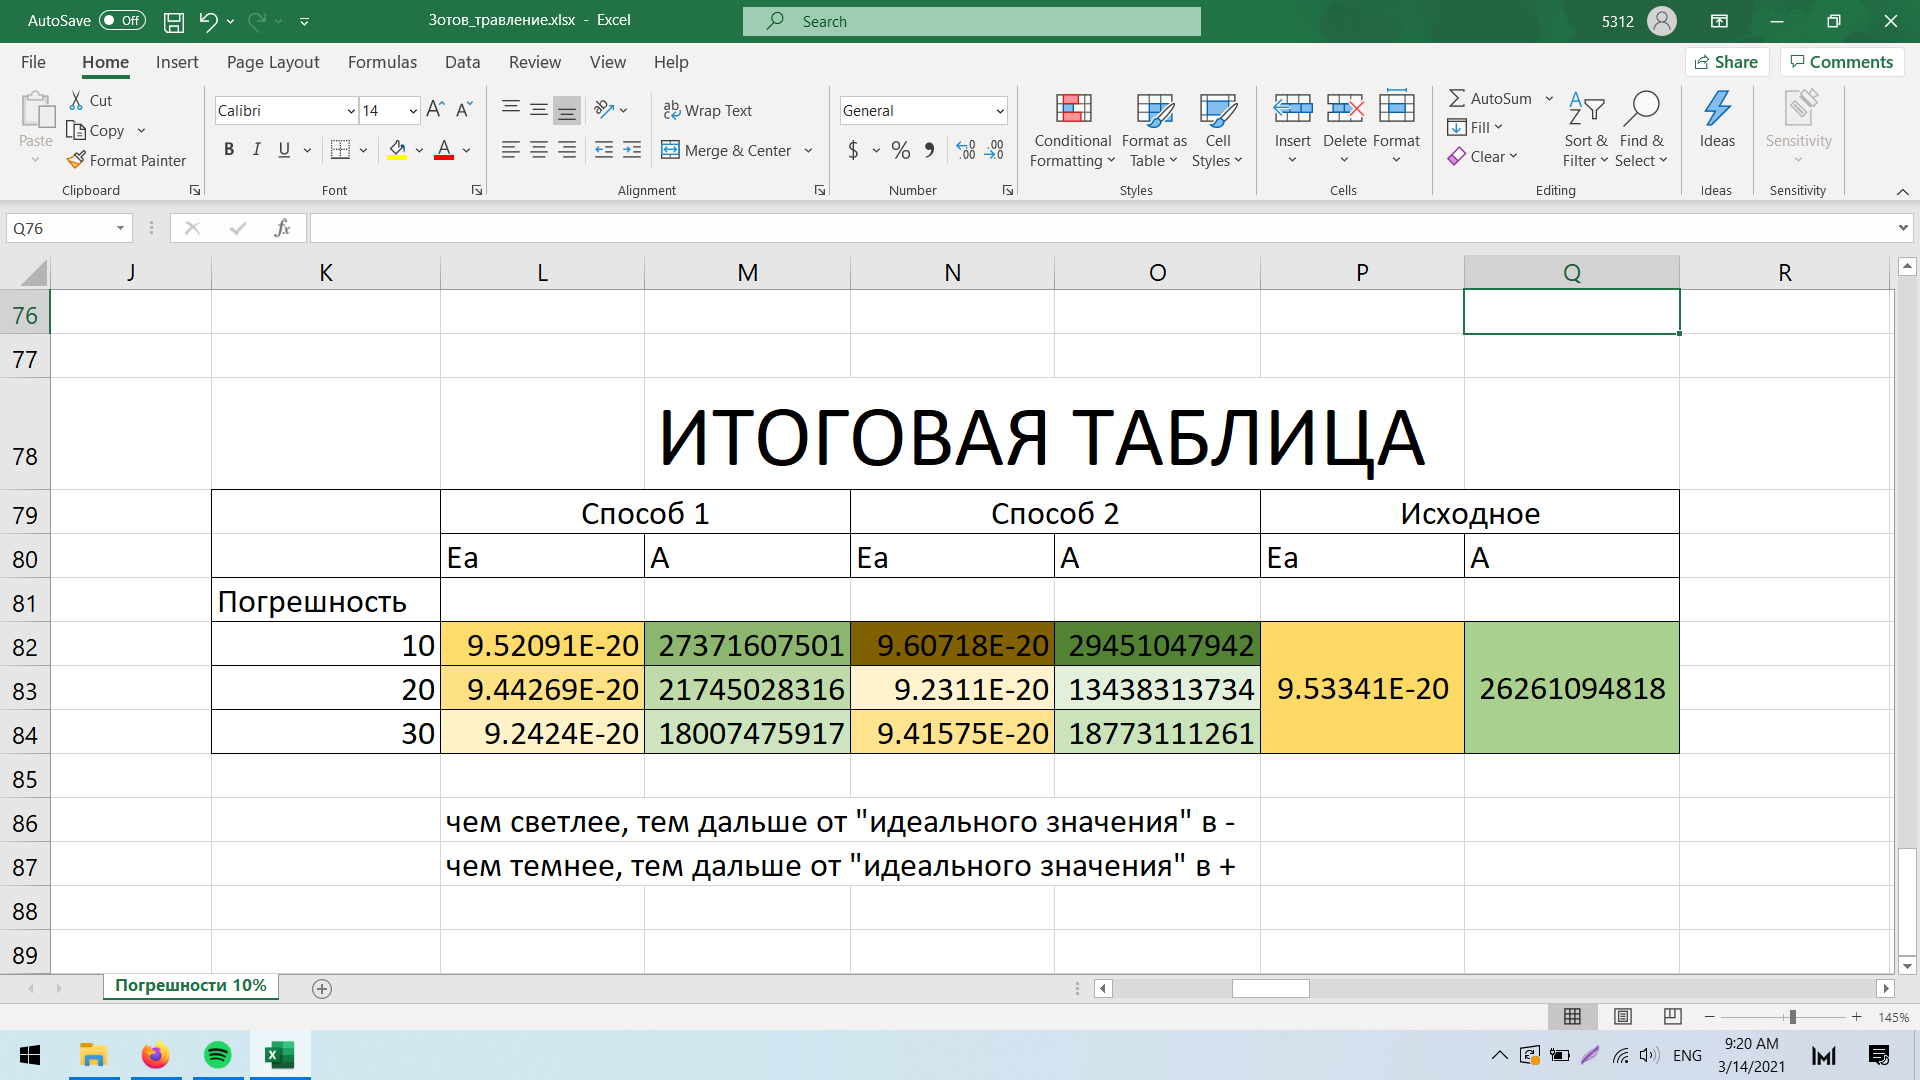 AutoSave Off Зотов_травление.xlsx - Excel Search 5312
File Home Insert Page Layout Formulas Data Review View Help Share Comments
Paste Cut Copy Format Painter Clipboard
Calibri 14 B I U A Font
Wrap Text Merge & Center Alignment
General $ % Number
Conditional Formatting Format as Table Cell Styles Styles
Insert Delete Format Cells
AutoSum Fill Clear Sort & Filter Find & Select Editing
Ideas Ideas
Sensitivity Sensitivity
Q76 fx
J K L M N O P Q R
76
77
78 ИТОГОВАЯ ТАБЛИЦА
79 Способ 1 Способ 2 Исходное
80 Ea A Ea A Ea A
81 Погрешность
82 10 9.52091E-20 27371607501 9.60718E-20 29451047942
83 20 9.44269E-20 21745028316 9.2311E-20 13438313734 9.53341E-20 26261094818
84 30 9.2424E-20 18007475917 9.41575E-20 18773111261
85
86 чем светлее, тем дальше от "идеального значения" в -
87 чем темнее, тем дальше от "идеального значения" в +
88
89
Погрешности 10%
145%
ENG 9:20 AM
3/14/2021